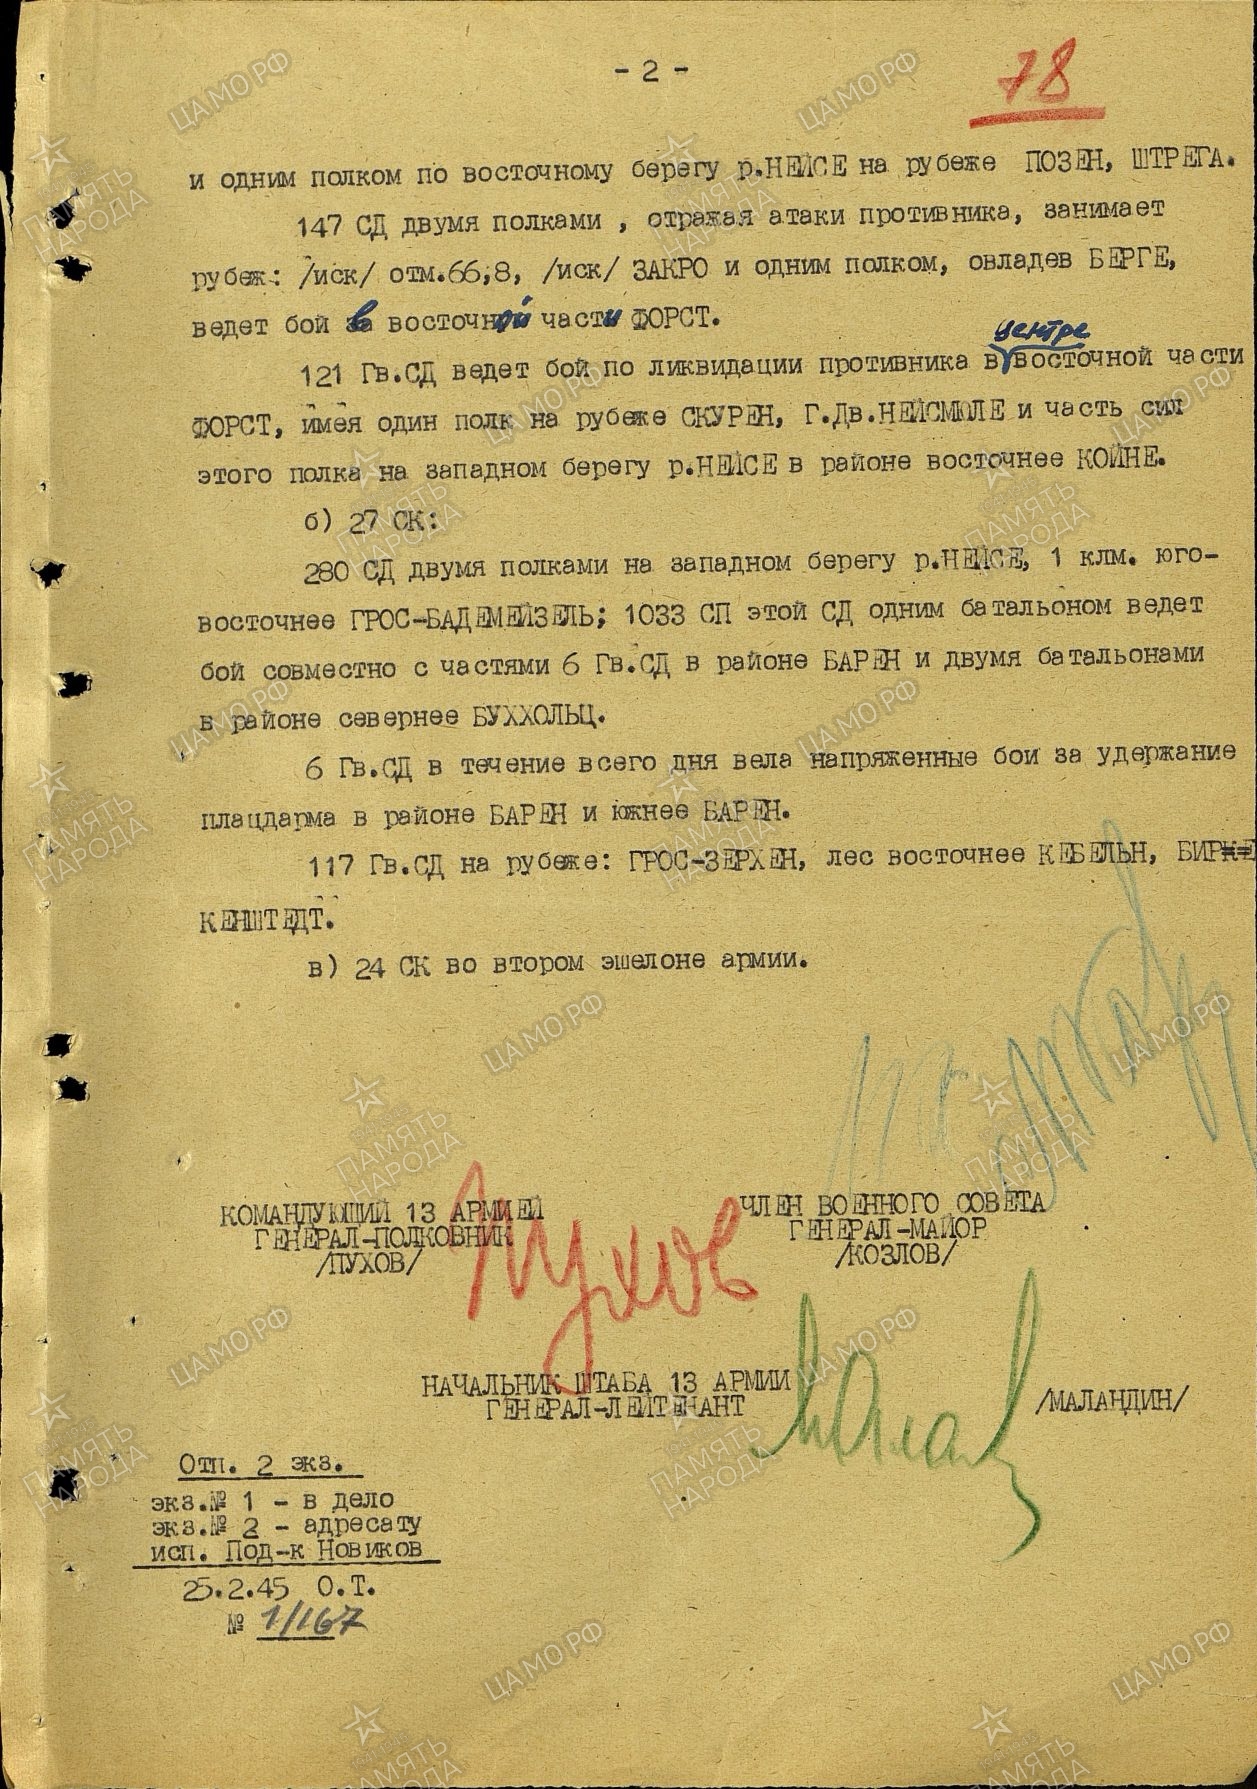 - 2 -
78
и одним полком по восточному берегу р.НЕЙСЕ на рубеже ПОЗЕН, ШТРЕГА.
147 СД двумя полками , отражая атаки противника, занимает
рубеж: /иск/ отм.66,8, /иск/ ЗАКРО и одним полком, овладев БЕРГЕ,
ведет бой в восточной части ФОРСТ.
центре
121 Гв.СД ведет бой по ликвидации противника в восточной части
ФОРСТ, имея один полк на рубеже СКУРЕН, Г.Дв.НЕЙСМЮЛЕ и часть сил
этого полка на западном берегу р.НЕЙСЕ в районе восточнее КОЙНЕ.
б) 27 СК:
280 СД двумя полками на западном берегу р.НЕЙСЕ, 1 клм. юго-
восточнее ГРОС-БАДЕМЕЙЗЕЛЬ; 1033 СП этой СД одним батальоном ведет
бой совместно с частями 6 Гв.СД в районе БАРЕН и двумя батальонами
в районе севернее БУХХОЛЬЦ.
6 Гв.СД в течение всего дня вела напряженные бои за удержание
плацдарма в районе БАРЕН и южнее БАРЕН.
117 Гв.СД на рубеже: ГРОС-ЗЕРХЕН, лес восточнее КЕБЕЛЬН, БИР
КЕНШТЕДТ.
в) 24 СК во втором эшелоне армии.
КОМАНДУЮЩИЙ 13 АРМИЕЙ
ГЕНЕРАЛ-ПОЛКОВНИК
/ПУХОВ/
Пухов
ЧЛЕН ВОЕННОГО СОВЕТА
ГЕНЕРАЛ-МАЙОР
/КОЗЛОВ/
НАЧАЛЬНИК ШТАБА 13 АРМИИ
ГЕНЕРАЛ-ЛЕЙТЕНАНТ
/МАЛАНДИН/
Отп. 2 экз.
экз.№ 1 - в дело
экз.№ 2 - адресату
исп. Под-к Новиков
25.2.45 О.Т.
№ 1/167
ЦАМО РФ
ПАМЯТЬ НАРОДА